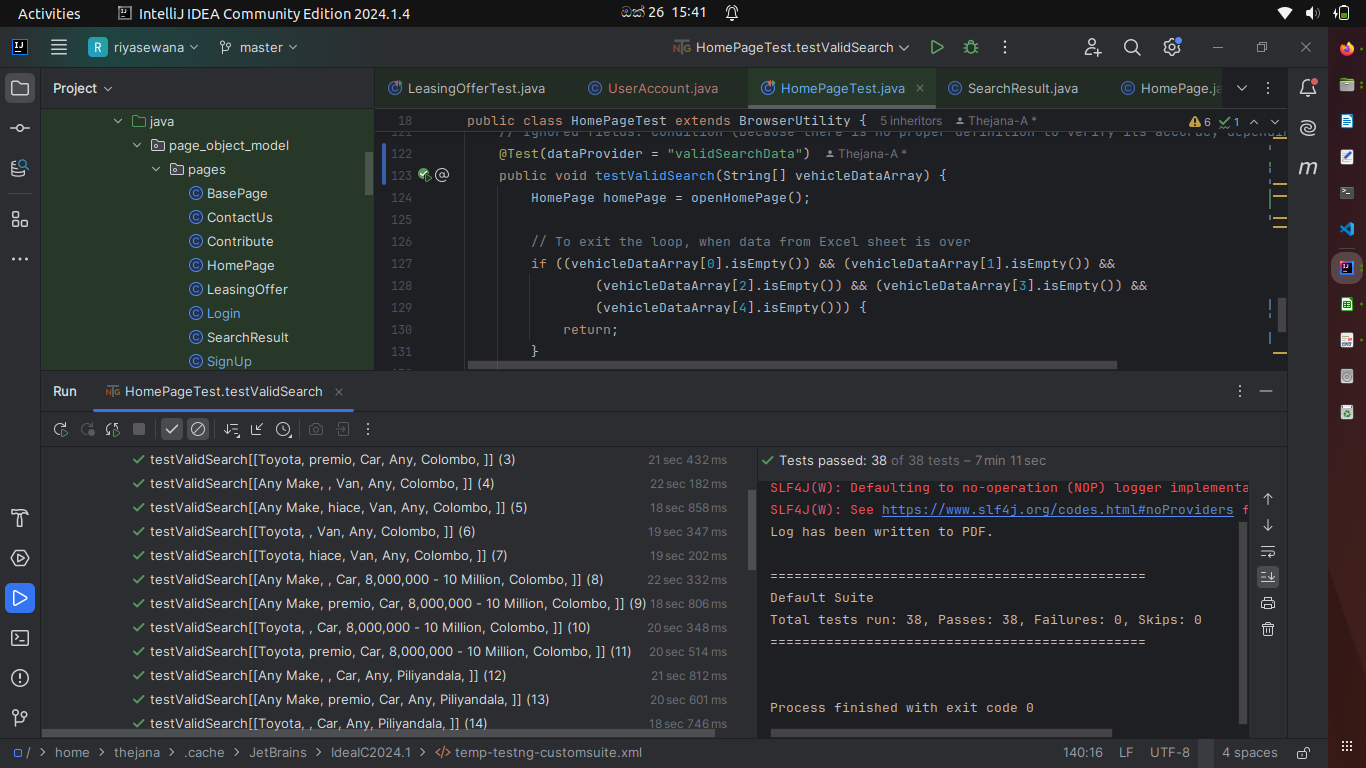 Activities
IntelliJ IDEA Community Edition 2024.1.4
ඔක් 26 15:41
R riyasewana
master
HomePageTest.testValidSearch
Project
LeasingOfferTest.java
UserAccount.java
HomePageTest.java
SearchResult.java
HomePage.ja
java
page_object_model
pages
BasePage
ContactUs
Contribute
HomePage
LeasingOffer
Login
SearchResult
SignUp
18 public class HomePageTest extends BrowserUtility { 5 inheritors Thejana-A *
6 1
121 // Ignored fields: Condition (because there is no proper definition to verify its accuracy dependin
122 @Test(dataProvider = "validSearchData") Thejana-A *
123 public void testValidSearch(String[] vehicleDataArray) {
124 HomePage homePage = openHomePage();
125
126 // To exit the loop, when data from Excel sheet is over
127 if ((vehicleDataArray[0].isEmpty()) && (vehicleDataArray[1].isEmpty()) &&
128 (vehicleDataArray[2].isEmpty()) && (vehicleDataArray[3].isEmpty()) &&
129 (vehicleDataArray[4].isEmpty())) {
130 return;
131 }
Run
HomePageTest.testValidSearch
testValidSearch[[Toyota, premio, Car, Any, Colombo, ]] (3) 21 sec 432 ms
testValidSearch[[Any Make, , Van, Any, Colombo, ]] (4) 22 sec 182 ms
testValidSearch[[Any Make, hiace, Van, Any, Colombo, ]] (5) 18 sec 858 ms
testValidSearch[[Toyota, , Van, Any, Colombo, ]] (6) 19 sec 347 ms
testValidSearch[[Toyota, hiace, Van, Any, Colombo, ]] (7) 19 sec 202 ms
testValidSearch[[Any Make, , Car, 8,000,000 - 10 Million, Colombo, ]] (8) 22 sec 332 ms
testValidSearch[[Any Make, premio, Car, 8,000,000 - 10 Million, Colombo, ]] (9) 18 sec 806 ms
testValidSearch[[Toyota, , Car, 8,000,000 - 10 Million, Colombo, ]] (10) 20 sec 348 ms
testValidSearch[[Toyota, premio, Car, 8,000,000 - 10 Million, Colombo, ]] (11) 20 sec 514 ms
testValidSearch[[Any Make, , Car, Any, Piliyandala, ]] (12) 21 sec 812 ms
testValidSearch[[Any Make, premio, Car, Any, Piliyandala, ]] (13) 20 sec 601 ms
testValidSearch[[Toyota, , Car, Any, Piliyandala, ]] (14) 18 sec 746 ms
Tests passed: 38 of 38 tests – 7 min 11 sec
SLF4J(W): Defaulting to no-operation (NOP) logger implementa
SLF4J(W): See https://www.slf4j.org/codes.html#noProviders f
Log has been written to PDF.
===============================================
Default Suite
Total tests run: 38, Passes: 38, Failures: 0, Skips: 0
===============================================
Process finished with exit code 0
/ > home > thejana > .cache > JetBrains > IdeaIC2024.1 > temp-testng-customsuite.xml
140:16 LF UTF-8 4 spaces